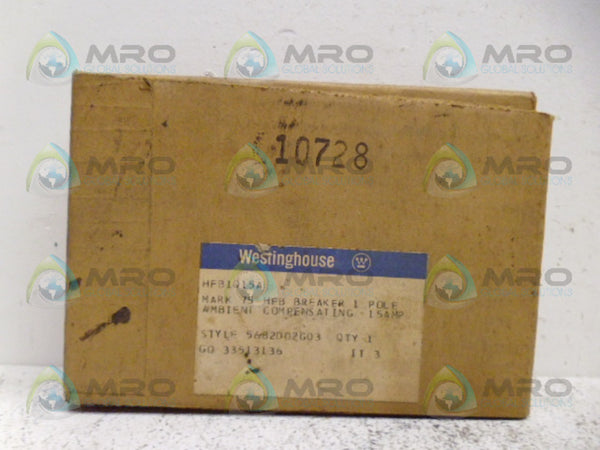 10728
Westinghouse
HFB1015A
MARK 75 HFB BREAKER 1 POLE
AMBIENT COMPENSATING 15AMP
STYLE 5682D02G03 QTY 1
GO 33513136 IT 3
MRO
GLOBAL SOLUTIONS